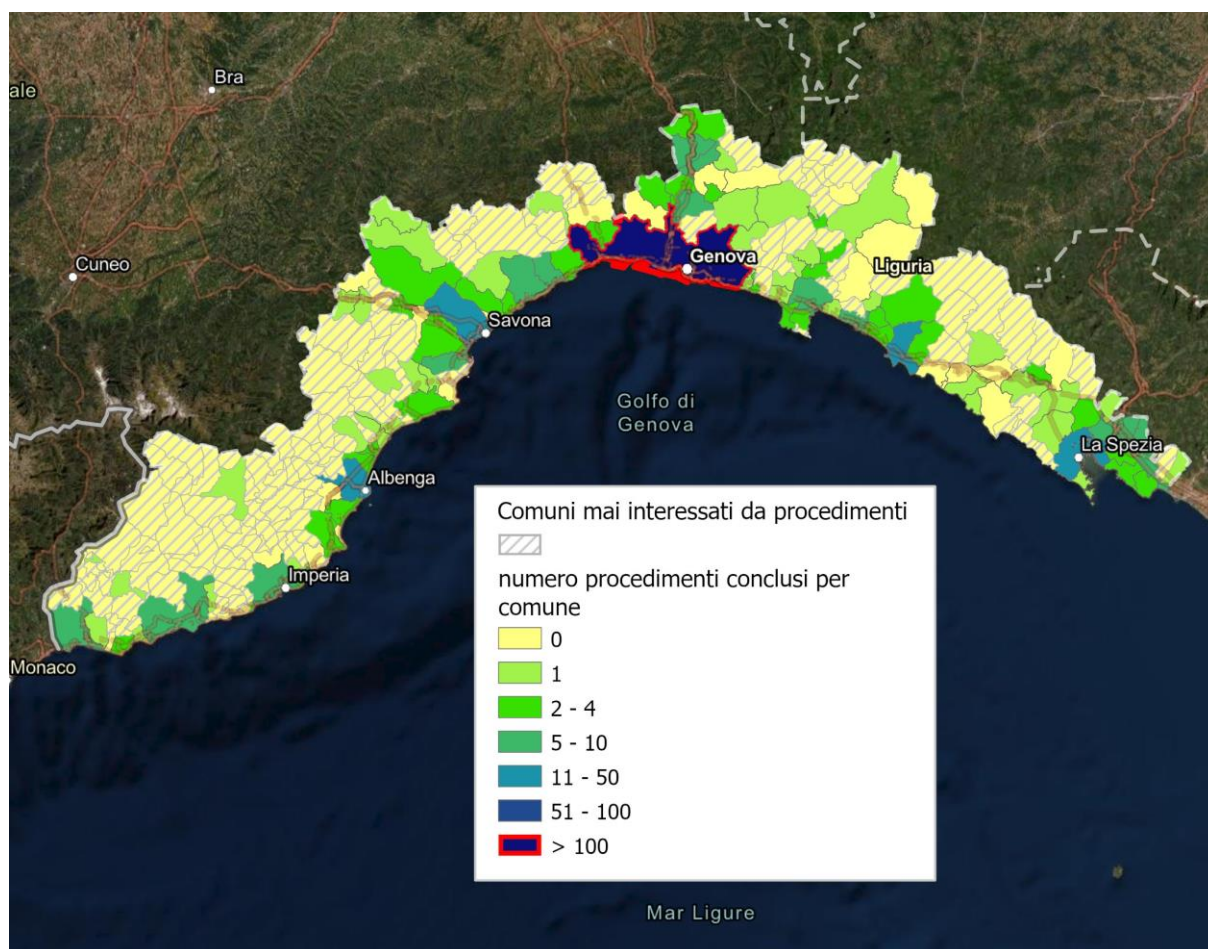 Bra
ale
Cuneo
Genova
Liguria
Savona
Golfo di
Genova
La Spezia
Albenga
Imperia
Monaco
Comuni mai interessati da procedimenti
numero procedimenti conclusi per
comune
0
1
2 - 4
5 - 10
11 - 50
51 - 100
> 100
Mar Ligure